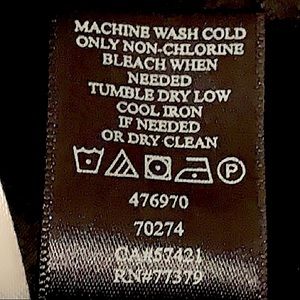 MACHINE WASH COLD
ONLY NON-CHLORINE
BLEACH WHEN
NEEDED
TUMBLE DRY LOW
COOL IRON
IF NEEDED
OR DRY CLEAN
P
476970
70274
CA#57421
RN#77379